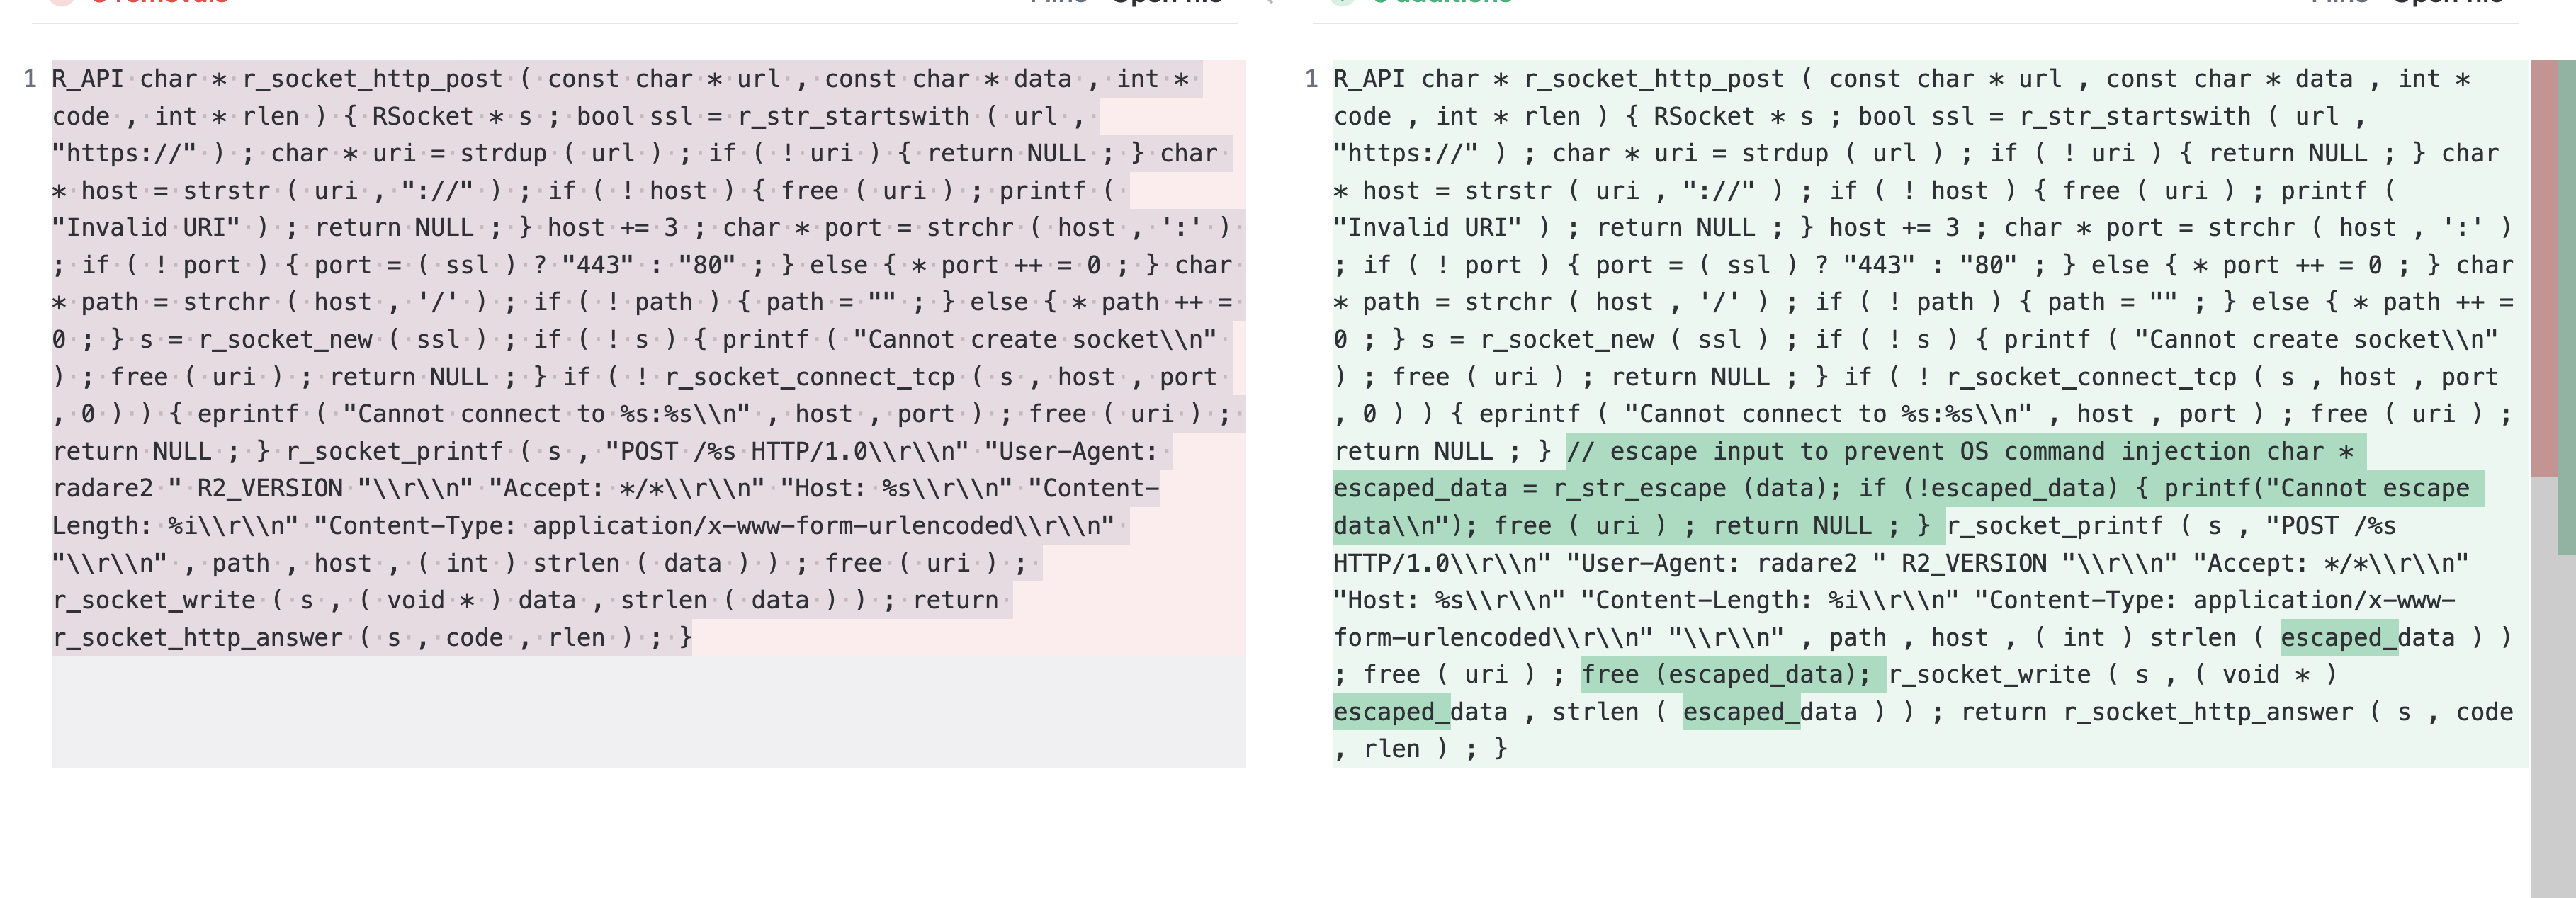 1 R_API char * r_socket_http_post ( const char * url , const char * data , int *
code , int * rlen ) { RSocket * s ; bool ssl = r_str_startswith ( url ,
"https://" ) ; char * uri = strdup ( url ) ; if ( ! uri ) { return NULL ; } char
* host = strstr ( uri , "://" ) ; if ( ! host ) { free ( uri ) ; printf (
"Invalid URI" ) ; return NULL ; } host += 3 ; char * port = strchr ( host , ':' )
; if ( ! port ) { port = ( ssl ) ? "443" : "80" ; } else { * port ++ = 0 ; } char
* path = strchr ( host , '/' ) ; if ( ! path ) { path = "" ; } else { * path ++ =
0 ; } s = r_socket_new ( ssl ) ; if ( ! s ) { printf ( "Cannot create socket\\n"
) ; free ( uri ) ; return NULL ; } if ( ! r_socket_connect_tcp ( s , host , port
, 0 ) ) { eprintf ( "Cannot connect to %s:%s\\n" , host , port ) ; free ( uri ) ;
return NULL ; } r_socket_printf ( s , "POST /%s HTTP/1.0\\r\\n" "User-Agent:
radare2 " R2_VERSION "\\r\\n" "Accept: */*\\r\\n" "Host: %s\\r\\n" "Content-
Length: %i\\r\\n" "Content-Type: application/x-www-form-urlencoded\\r\\n"
"\\r\\n" , path , host , ( int ) strlen ( data ) ) ; free ( uri ) ;
r_socket_write ( s , ( void * ) data , strlen ( data ) ) ; return
r_socket_http_answer ( s , code , rlen ) ; }
1 R_API char * r_socket_http_post ( const char * url , const char * data , int *
code , int * rlen ) { RSocket * s ; bool ssl = r_str_startswith ( url ,
"https://" ) ; char * uri = strdup ( url ) ; if ( ! uri ) { return NULL ; } char
* host = strstr ( uri , "://" ) ; if ( ! host ) { free ( uri ) ; printf (
"Invalid URI" ) ; return NULL ; } host += 3 ; char * port = strchr ( host , ':' )
; if ( ! port ) { port = ( ssl ) ? "443" : "80" ; } else { * port ++ = 0 ; } char
* path = strchr ( host , '/' ) ; if ( ! path ) { path = "" ; } else { * path ++ =
0 ; } s = r_socket_new ( ssl ) ; if ( ! s ) { printf ( "Cannot create socket\\n"
) ; free ( uri ) ; return NULL ; } if ( ! r_socket_connect_tcp ( s , host , port
, 0 ) ) { eprintf ( "Cannot connect to %s:%s\\n" , host , port ) ; free ( uri ) ;
return NULL ; } // escape input to prevent OS command injection char *
escaped_data = r_str_escape (data); if (!escaped_data) { printf("Cannot escape
data\\n"); free ( uri ) ; return NULL ; } r_socket_printf ( s , "POST /%s
HTTP/1.0\\r\\n" "User-Agent: radare2 " R2_VERSION "\\r\\n" "Accept: */*\\r\\n"
"Host: %s\\r\\n" "Content-Length: %i\\r\\n" "Content-Type: application/x-www-
form-urlencoded\\r\\n" "\\r\\n" , path , host , ( int ) strlen ( escaped_data ) )
; free ( uri ) ; free (escaped_data); r_socket_write ( s , ( void * )
escaped_data , strlen ( escaped_data ) ) ; return r_socket_http_answer ( s , code
, rlen ) ; }